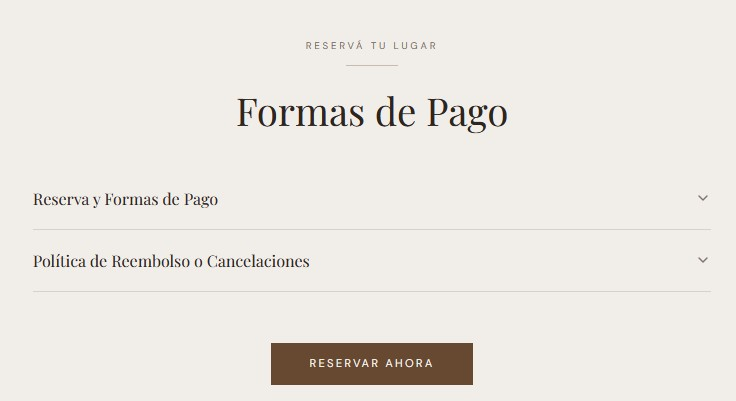 RESERVÁ TU LUGAR
Formas de Pago
Reserva y Formas de Pago
Política de Reembolso o Cancelaciones
RESERVAR AHORA